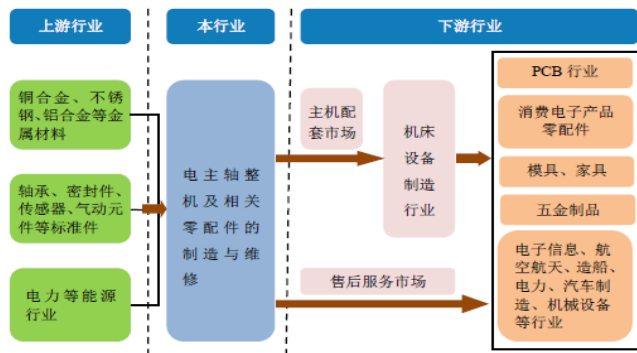 上游行业
本行业
下游行业
铜合金、不锈
钢、铝合金等金
属材料
轴承、密封件、
传感器、气动元
件等标准件
电力等能源
行业
电主轴整
机及相关
零配件的
制造与维
修
主机配
套市场
机床
设备
制造
行业
售后服务市场
PCB 行业
消费电子产品
零配件
模具、家具
五金制品
电子信息、航
空航天、造船、
电力、汽车制
造、机械设备
等行业